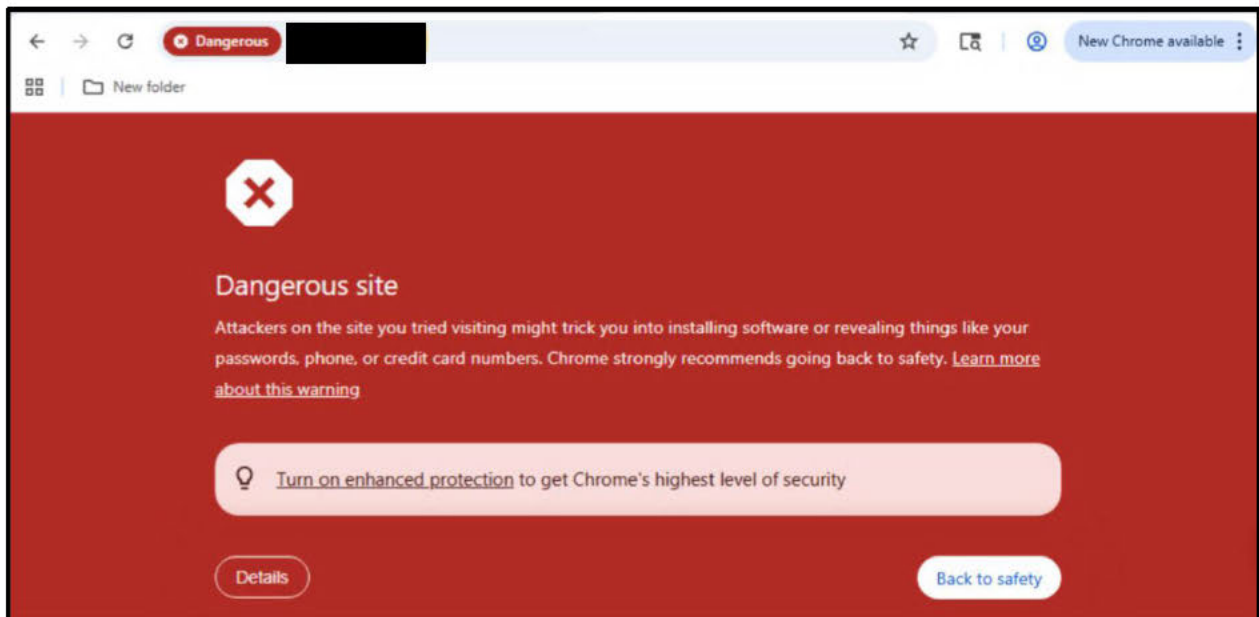 Dangerous
New Chrome available
New folder
Dangerous site
Attackers on the site you tried visiting might trick you into installing software or revealing things like your
passwords, phone, or credit card numbers. Chrome strongly recommends going back to safety. Learn more
about this warning
Turn on enhanced protection to get Chrome's highest level of security
Details
Back to safety